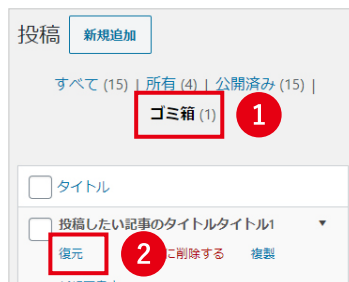 投稿 新規追加
すべて (15) | 所有 (4) | 公開済み (15) |
ゴミ箱 (1) 1
タイトル
投稿したい記事のタイトルタイトル1 ▼
復元 2 に削除する 複製